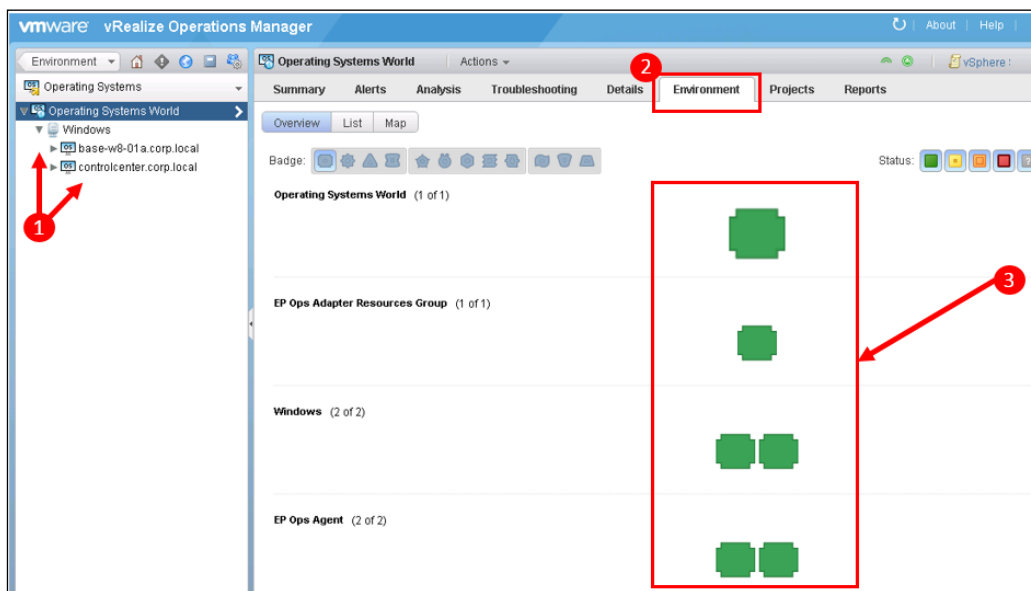 vmware vRealize Operations Manager
About Help
Environment
Operating Systems World Actions
2
vSphere :
Operating Systems
Summary Alerts Analysis Troubleshooting Details Environment Projects Reports
Operating Systems World
Windows
base-w8-01a.corp.local
controlcenter.corp.local
1
Overview List Map
Badge:
Status:
?
Operating Systems World (1 of 1)
3
EP Ops Adapter Resources Group (1 of 1)
Windows (2 of 2)
EP Ops Agent (2 of 2)